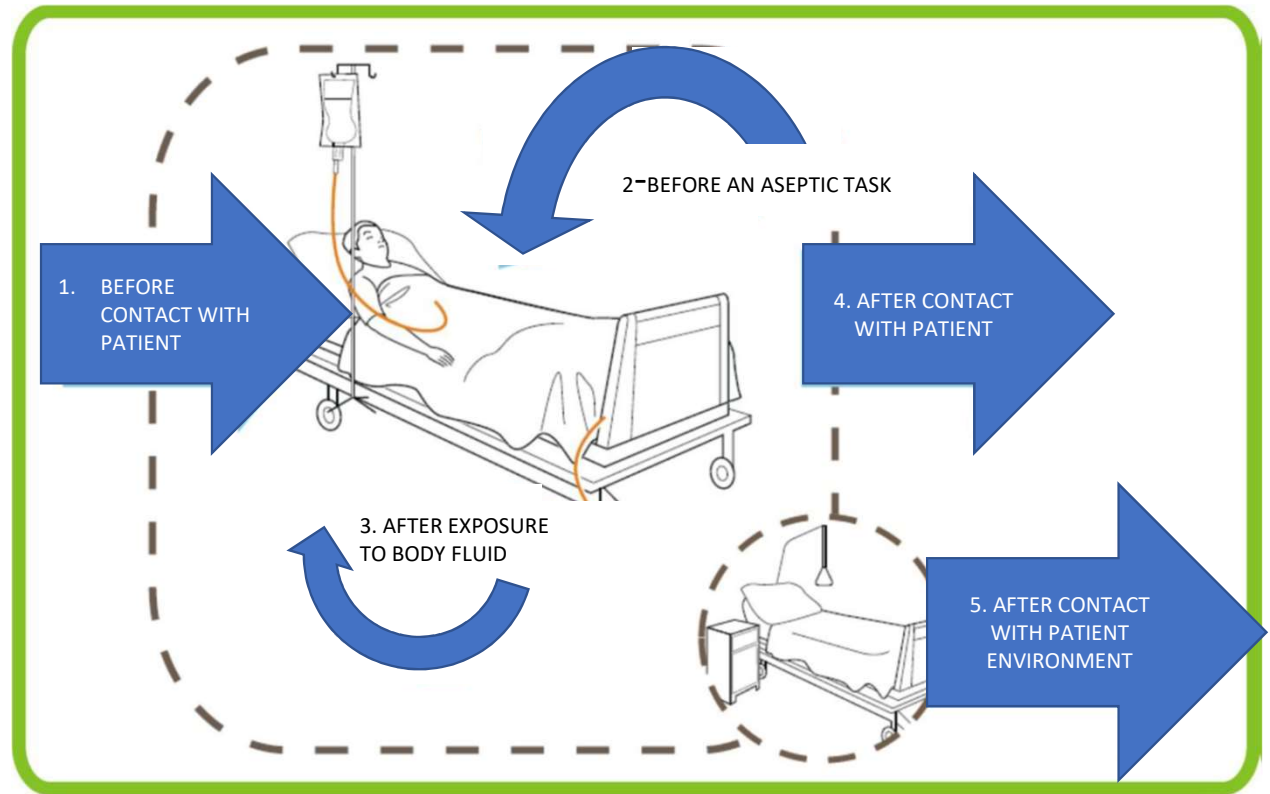 1. BEFORE
CONTACT WITH
PATIENT
2-BEFORE AN ASEPTIC TASK
3. AFTER EXPOSURE
TO BODY FLUID
4. AFTER CONTACT
WITH PATIENT
5. AFTER CONTACT
WITH PATIENT
ENVIRONMENT